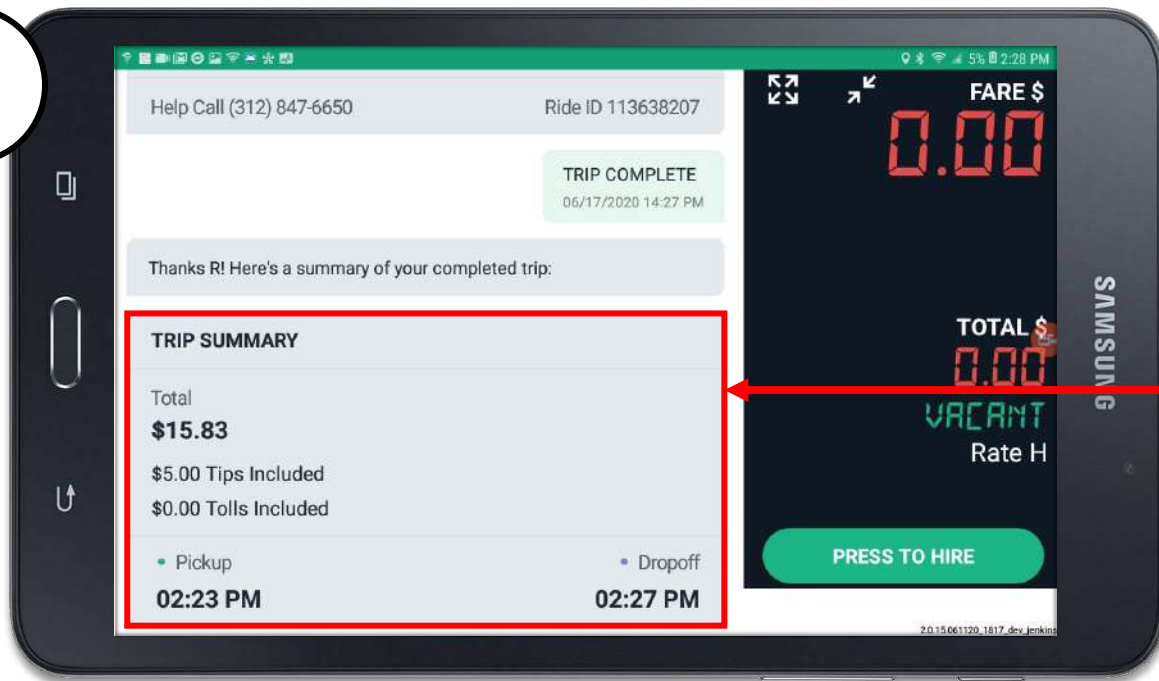 5% 2:28 PM
Help Call (312) 847-6650
Ride ID 113638207
TRIP COMPLETE
06/17/2020 14:27 PM
Thanks R! Here's a summary of your completed trip:
TRIP SUMMARY
Total
$15.83
$5.00 Tips Included
$0.00 Tolls Included
• Pickup
• Dropoff
02:23 PM
02:27 PM
FARE $
0.00
TOTAL $
0.00
VACANT
Rate H
PRESS TO HIRE
2.0.15.061120_1817_dev_jenkins
SAMSUNG